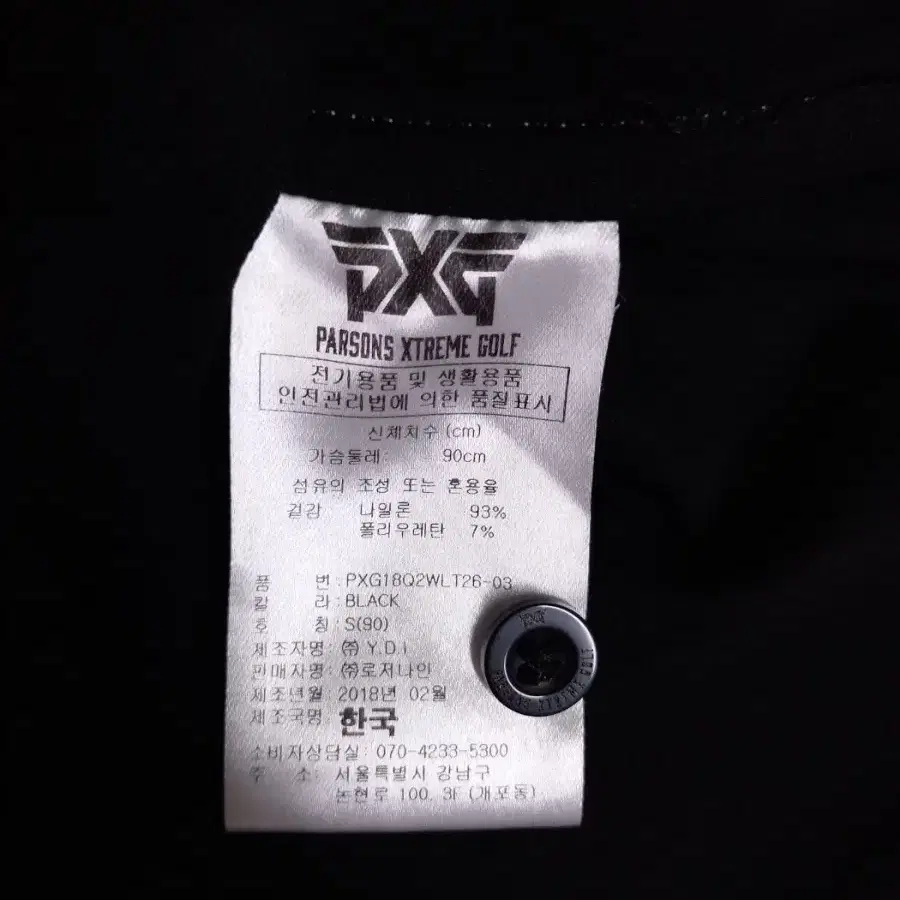 PXG
PARSONS XTREME GOLF
전기용품 및 생활용품
안전관리법에 의한 품질표시
신체치수 (cm)
가슴둘레: 90cm
섬유의 조성 또는 혼용율
겉감 나일론 93%
폴리우레탄 7%
품 번: PXG18Q2WLT26-03
칼 라: BLACK
호 칭: S(90)
제조자명: ㈜ Y.D.i
판매자명: ㈜로저나인
제조년월: 2018년 02월
제조국명: 한국
소비자상담실: 070-4233-5300
주 소: 서울특별시 강남구
논현로 100, 3F (개포동)
PXG
XTREME GOLF